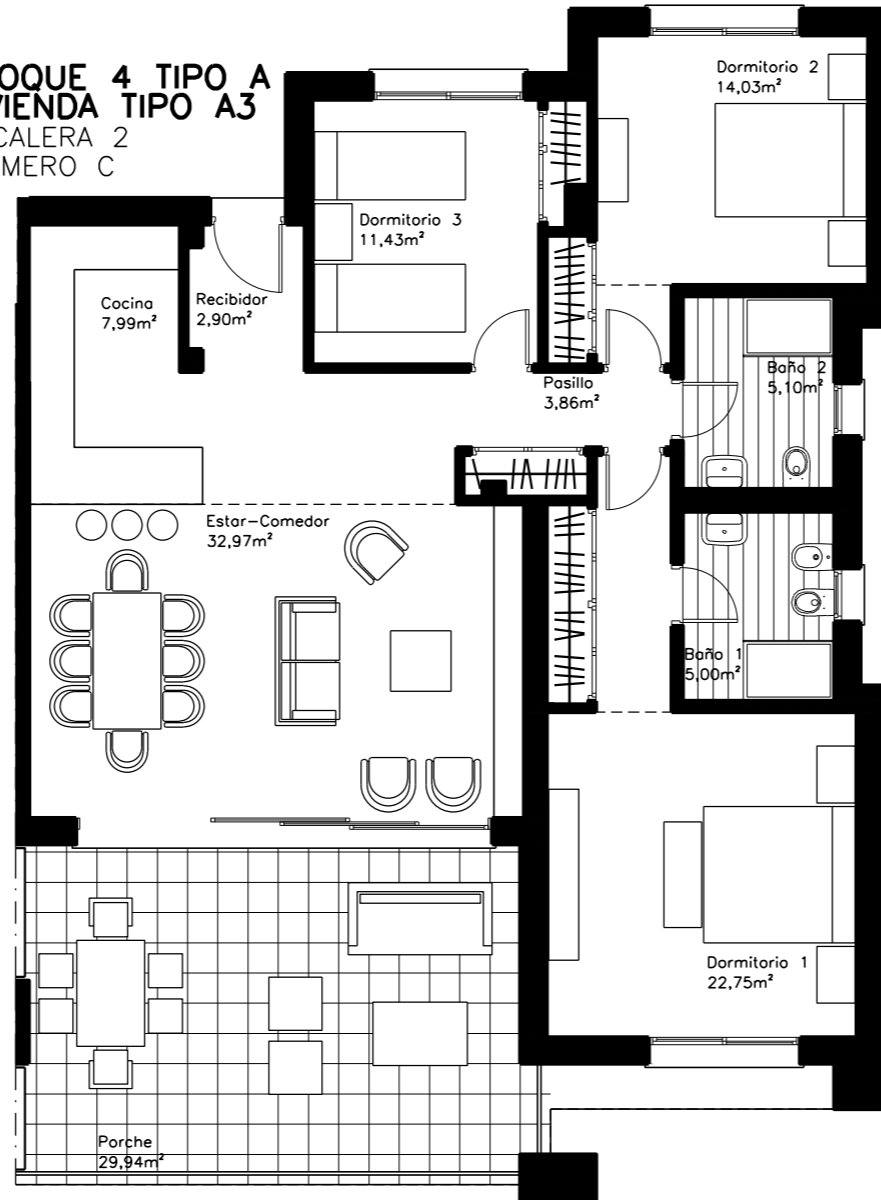 OQUE 4 TIPO A
VIENDA TIPO A3
CALERA 2
MERO C
Dormitorio 2
14,03m²
Dormitorio 3
11,43m²
Cocina
7,99m²
Recibidor
2,90m²
Baño 2
5,10m²
Pasillo
3,86m²
Estar-Comedor
32,97m²
Baño 1
5,00m²
Dormitorio 1
22,75m²
Porche
29,94m²